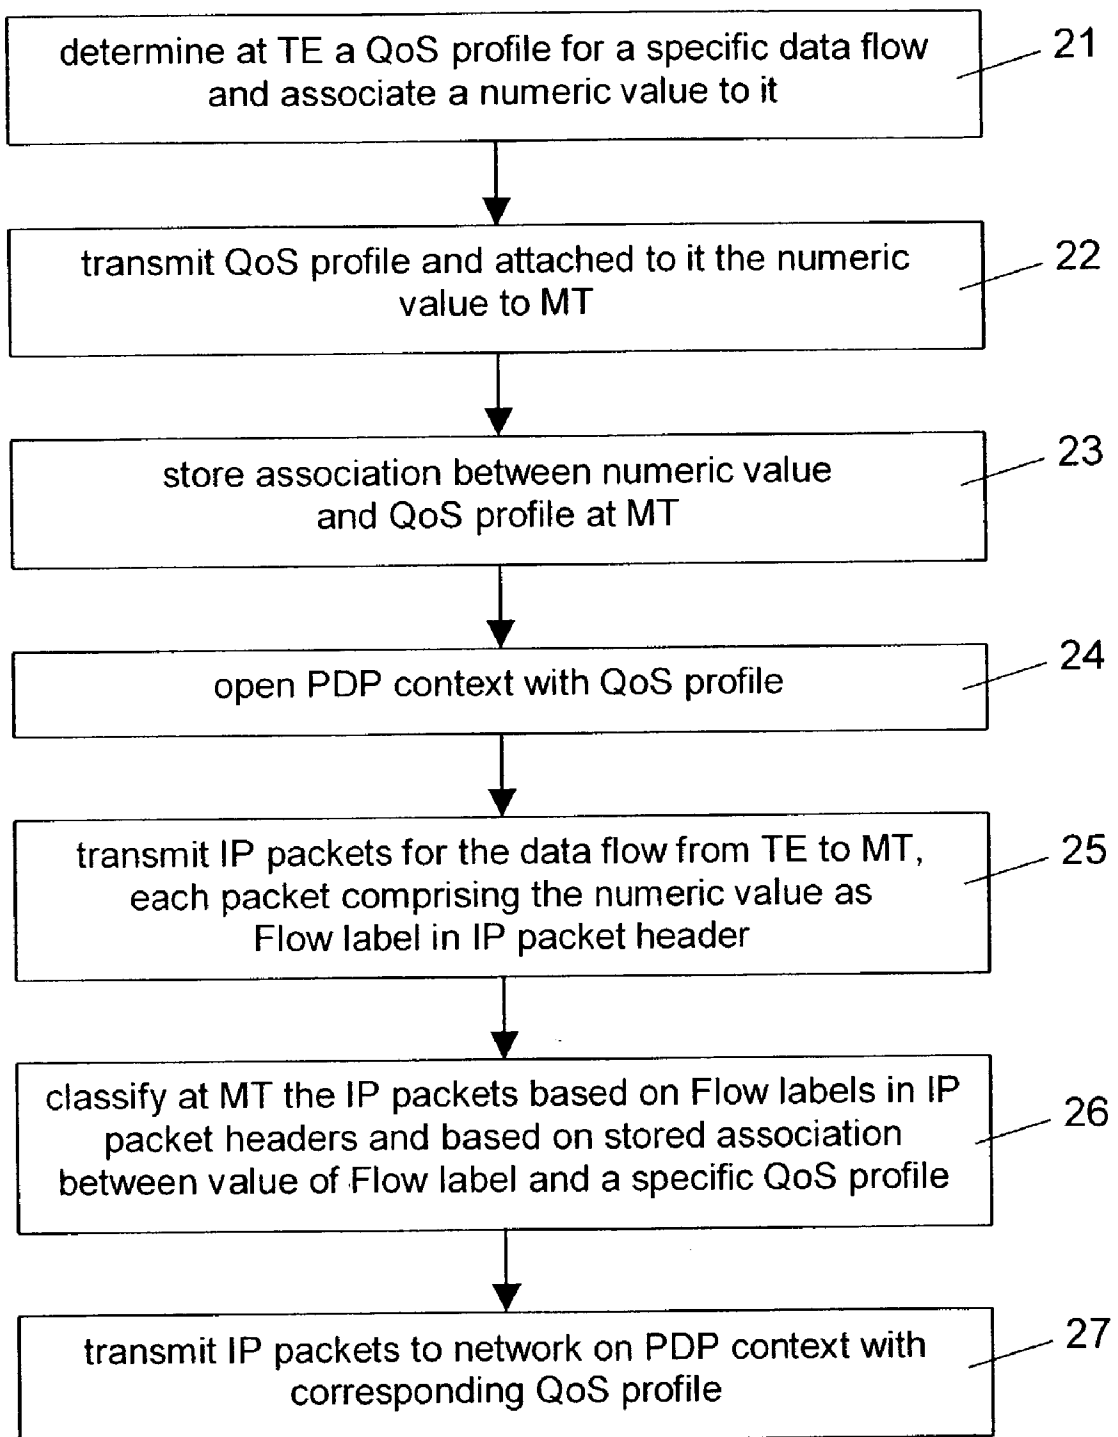 determine at TE a QoS profile for a specific data flow
and associate a numeric value to it
21
transmit QoS profile and attached to it the numeric
value to MT
22
store association between numeric value
and QoS profile at MT
23
open PDP context with QoS profile
24
transmit IP packets for the data flow from TE to MT,
each packet comprising the numeric value as
Flow label in IP packet header
25
classify at MT the IP packets based on Flow labels in IP
packet headers and based on stored association
between value of Flow label and a specific QoS profile
26
transmit IP packets to network on PDP context with
corresponding QoS profile
27